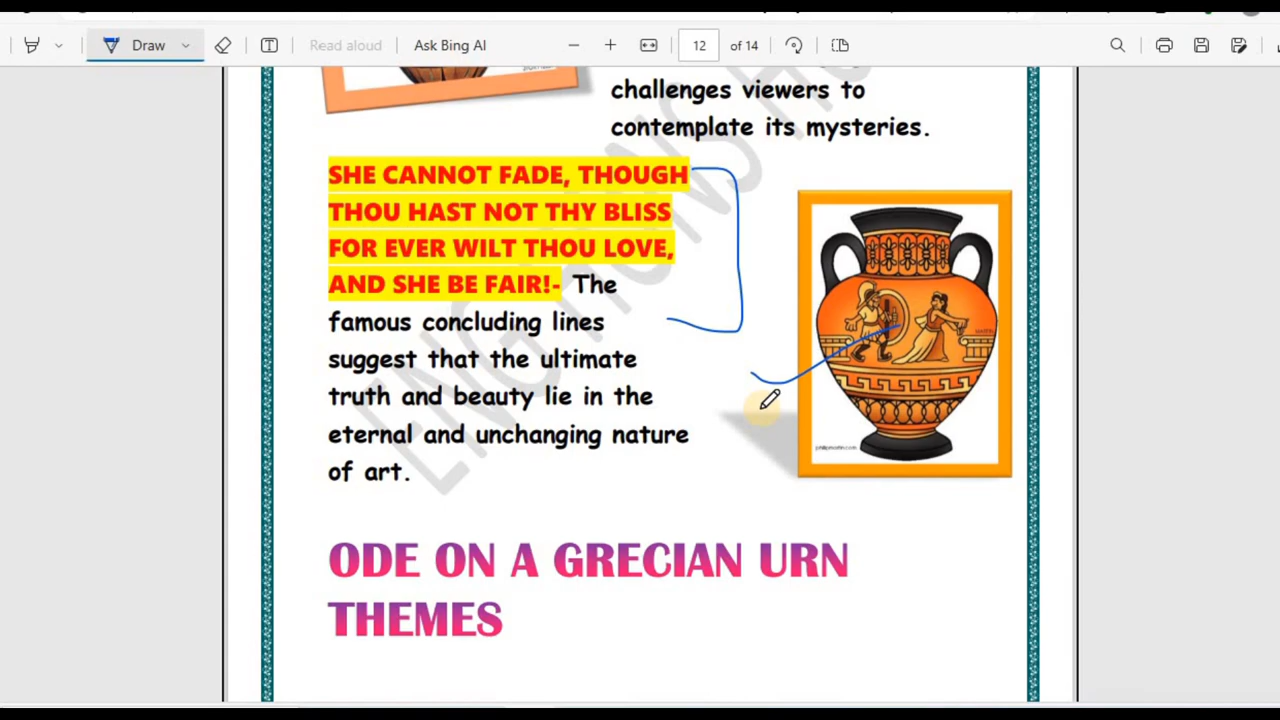 Draw
Read aloud
Ask Bing AI
12
of 14
challenges viewers to
contemplate its mysteries.
SHE CANNOT FADE, THOUGH
THOU HAST NOT THY BLISS
FOR EVER WILT THOU LOVE,
AND SHE BE FAIR!- The
famous concluding lines
suggest that the ultimate
truth and beauty lie in the
eternal and unchanging nature
of art.
philipmartin.com
ODE ON A GRECIAN URN
THEMES